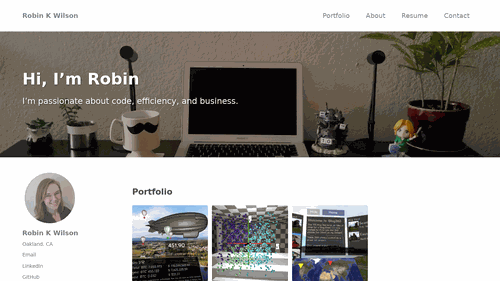 Robin K Wilson
Portfolio About Resume Contact
Hi, I'm Robin
I'm passionate about code, efficiency, and business.
Portfolio
Robin K Wilson
Oakland, CA
Email
LinkedIn
GitHub